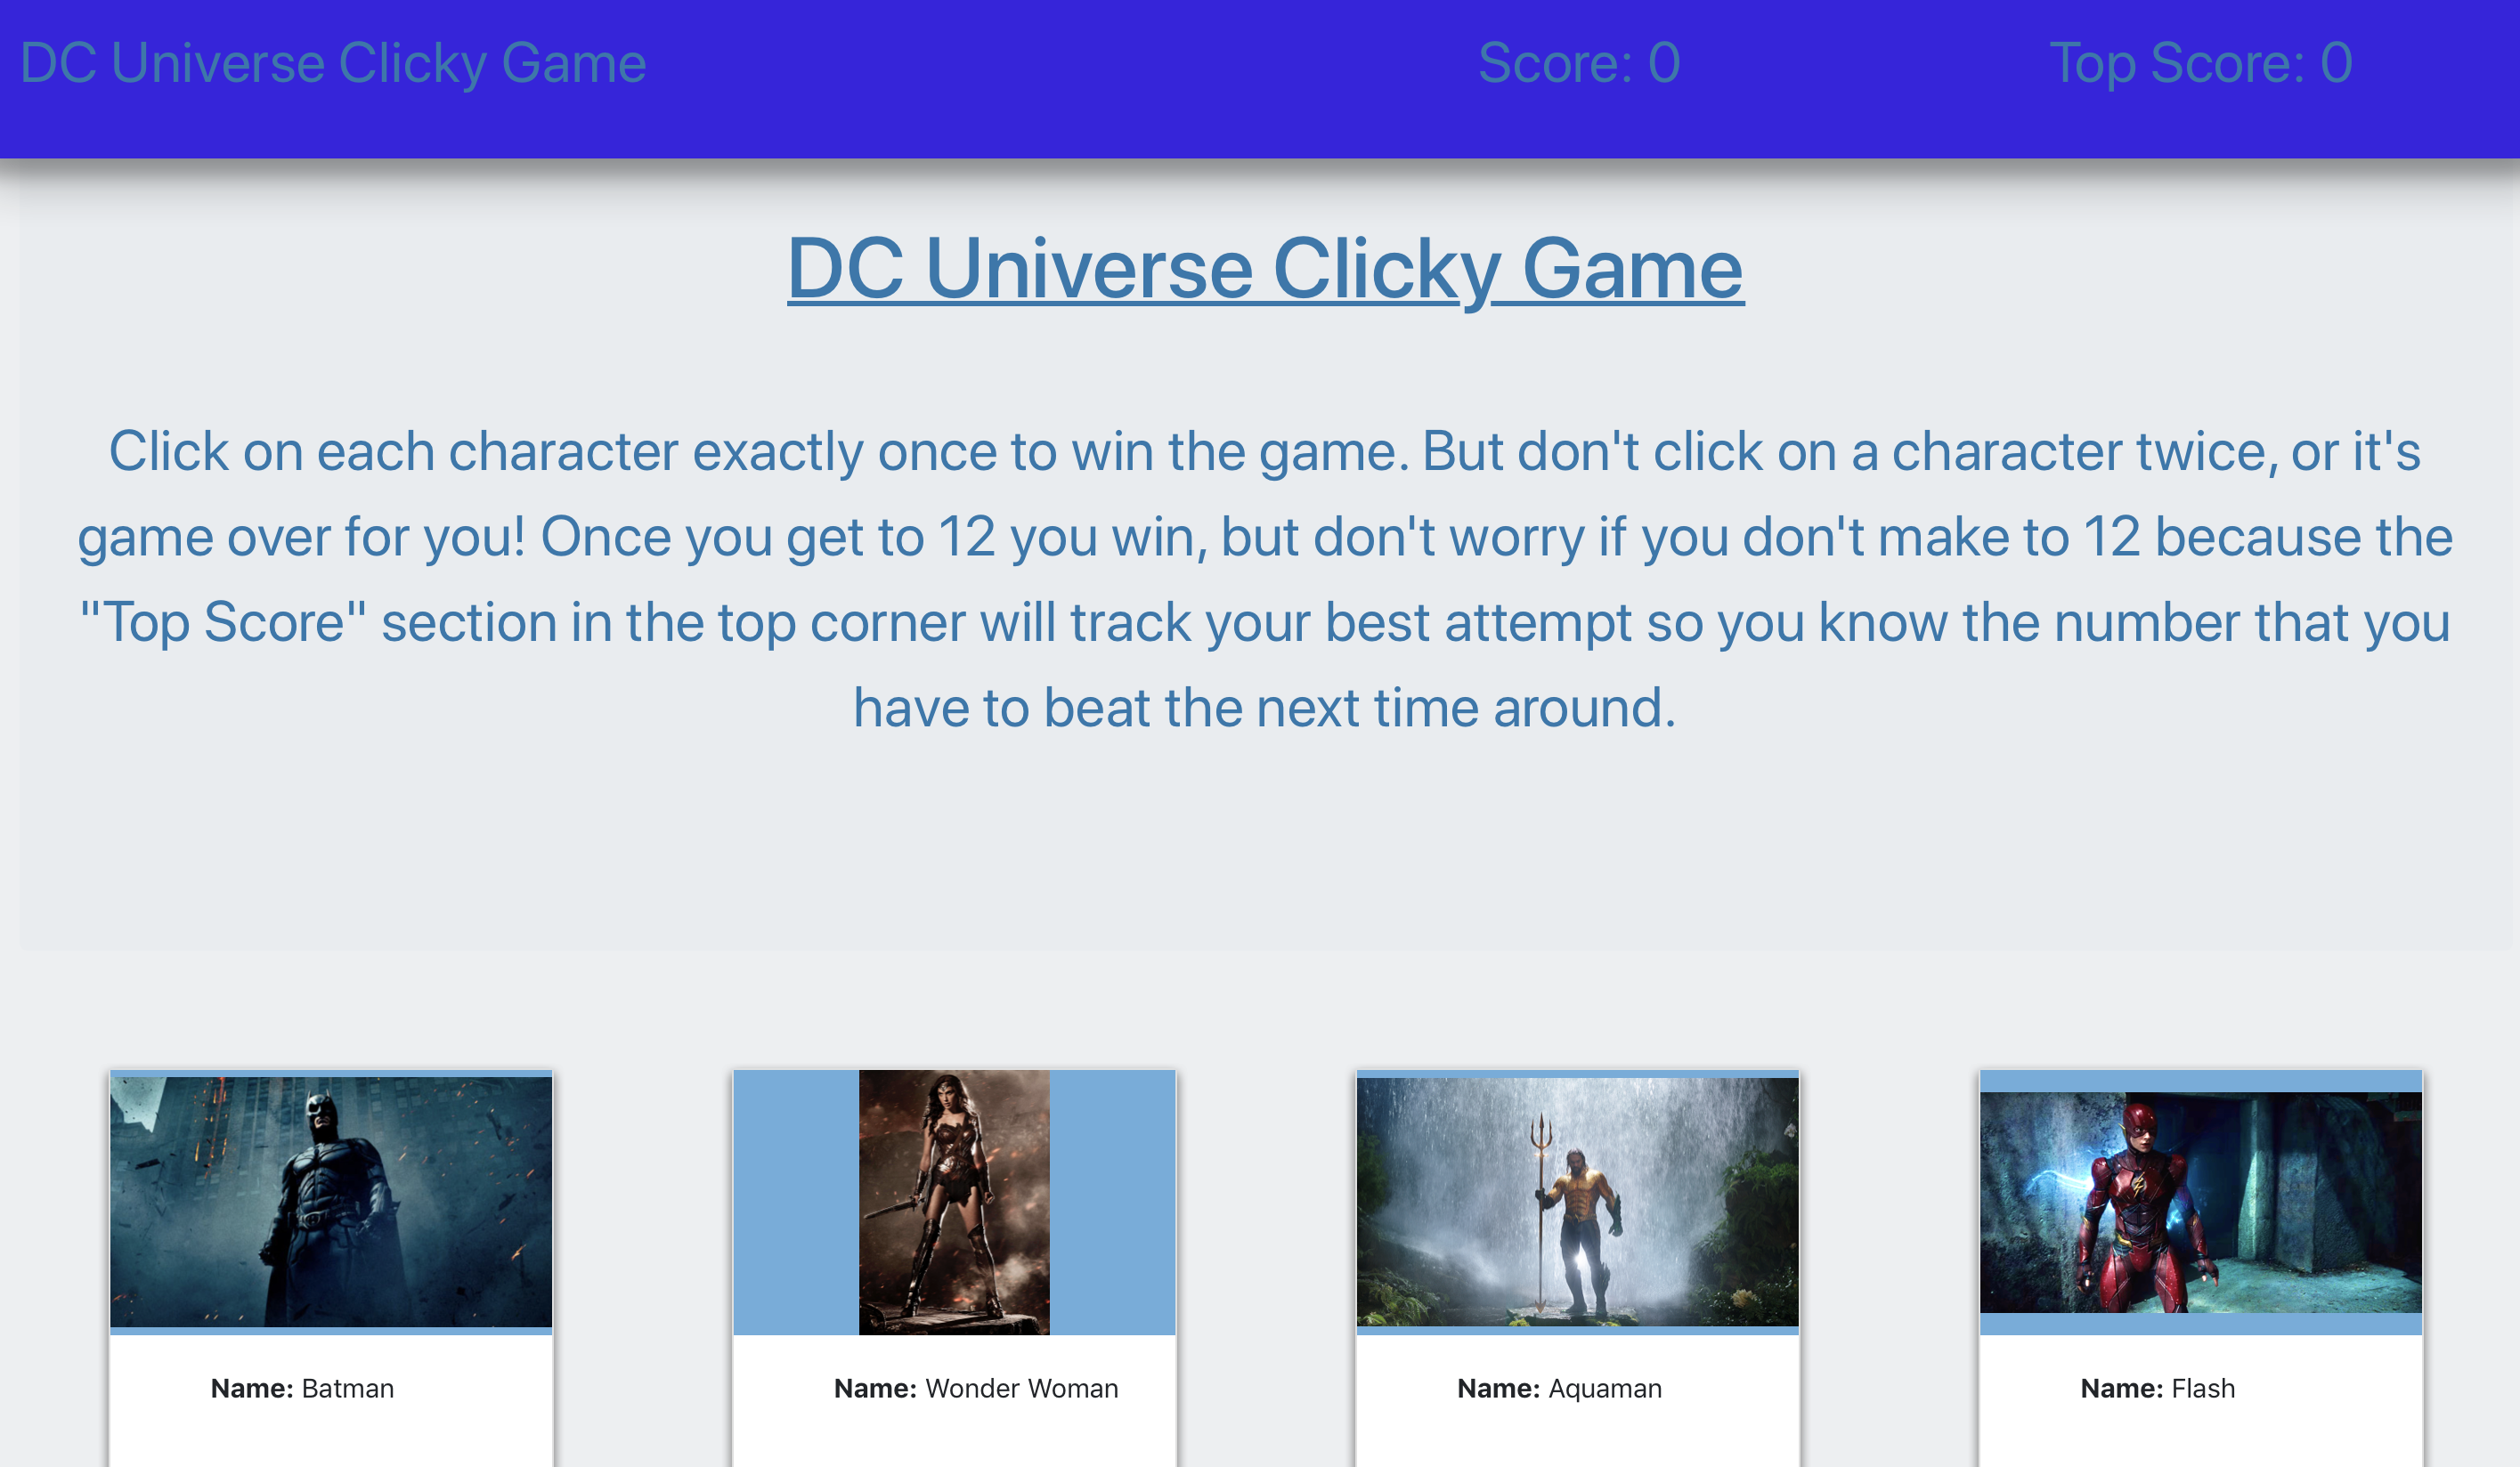 DC Universe Clicky Game Score: 0 Top Score: 0
DC Universe Clicky Game
Click on each character exactly once to win the game. But don't click on a character twice, or it's
game over for you! Once you get to 12 you win, but don't worry if you don't make to 12 because the
"Top Score" section in the top corner will track your best attempt so you know the number that you
have to beat the next time around.
Name: Batman
Name: Wonder Woman
Name: Aquaman
Name: Flash